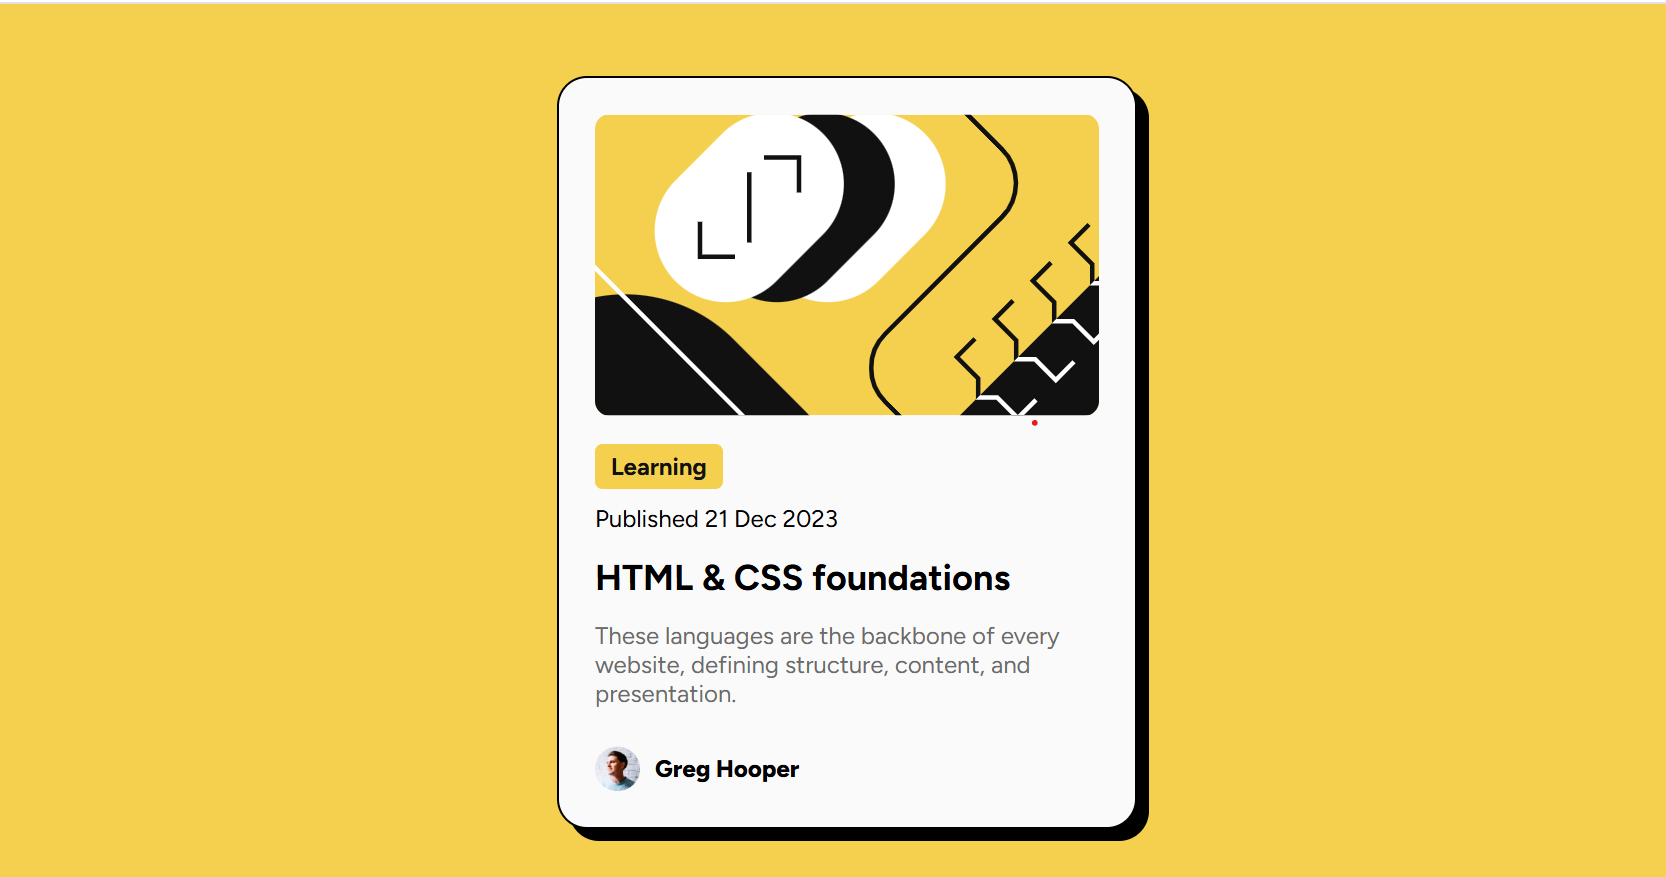 Learning
Published 21 Dec 2023
HTML & CSS foundations
These languages are the backbone of every
website, defining structure, content, and
presentation.
Greg Hooper